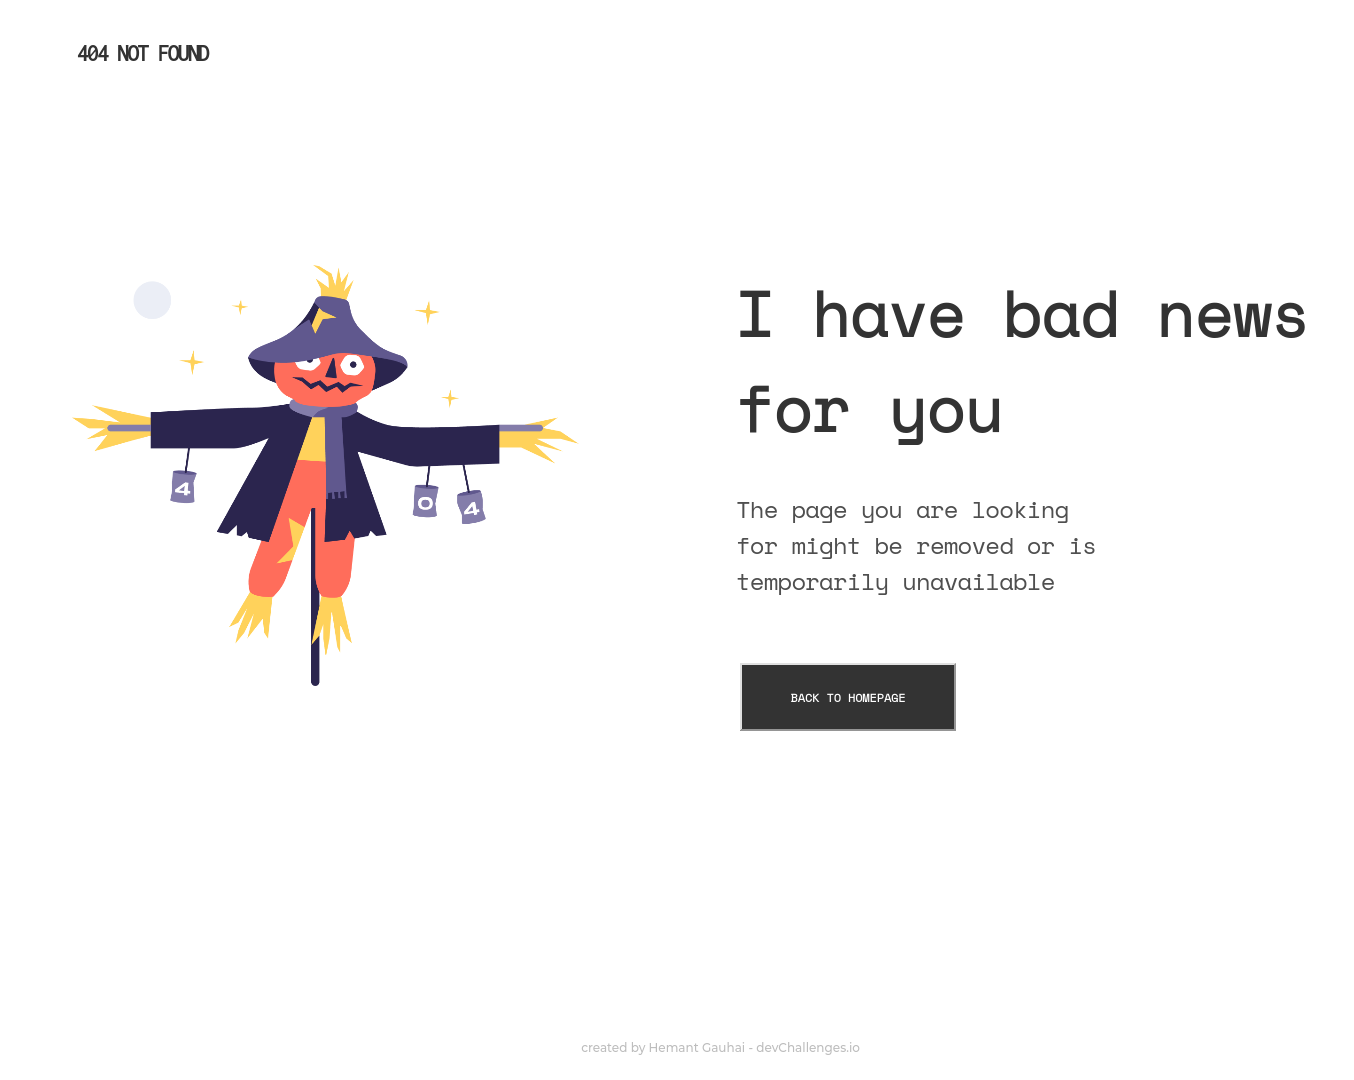 404 NOT FOUND
I have bad news
for you
4
0
4
The page you are looking
for might be removed or is
temporarily unavailable
BACK TO HOMEPAGE
created by Hemant Gauhai - devChallenges.io